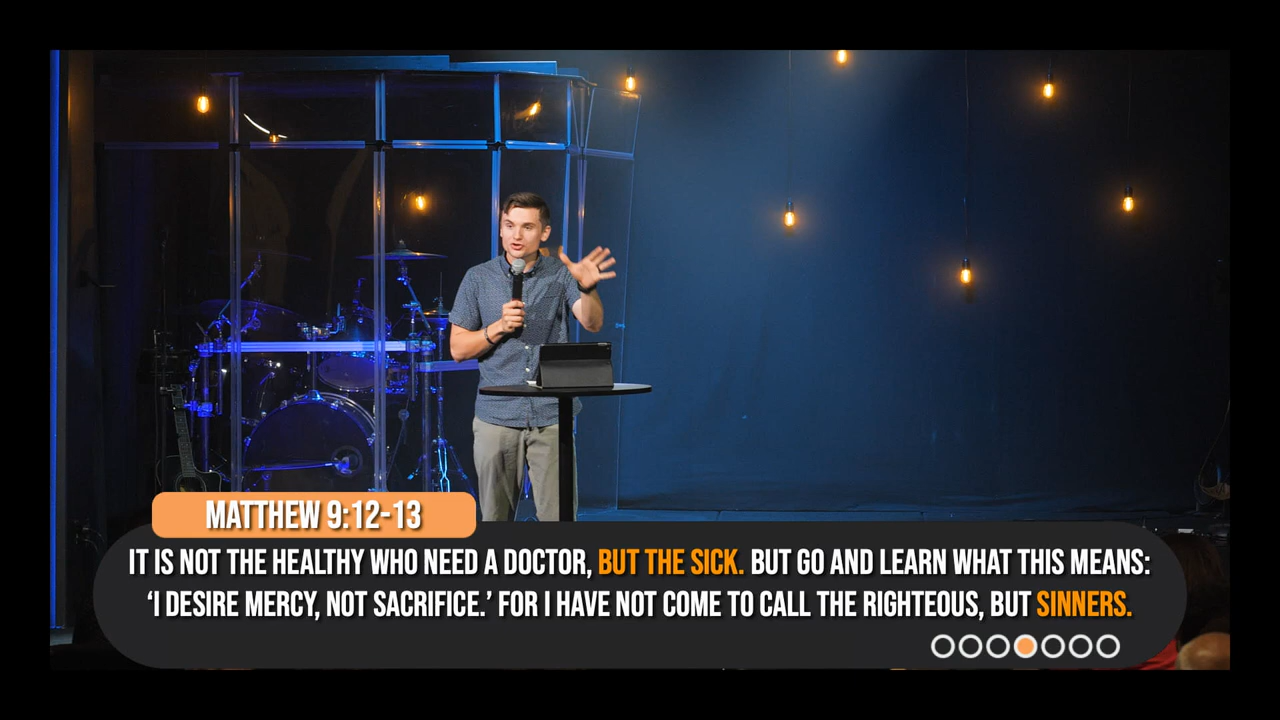 MATTHEW 9:12-13
IT IS NOT THE HEALTHY WHO NEED A DOCTOR, BUT THE SICK. BUT GO AND LEARN WHAT THIS MEANS:
‘I DESIRE MERCY, NOT SACRIFICE.’ FOR I HAVE NOT COME TO CALL THE RIGHTEOUS, BUT SINNERS.